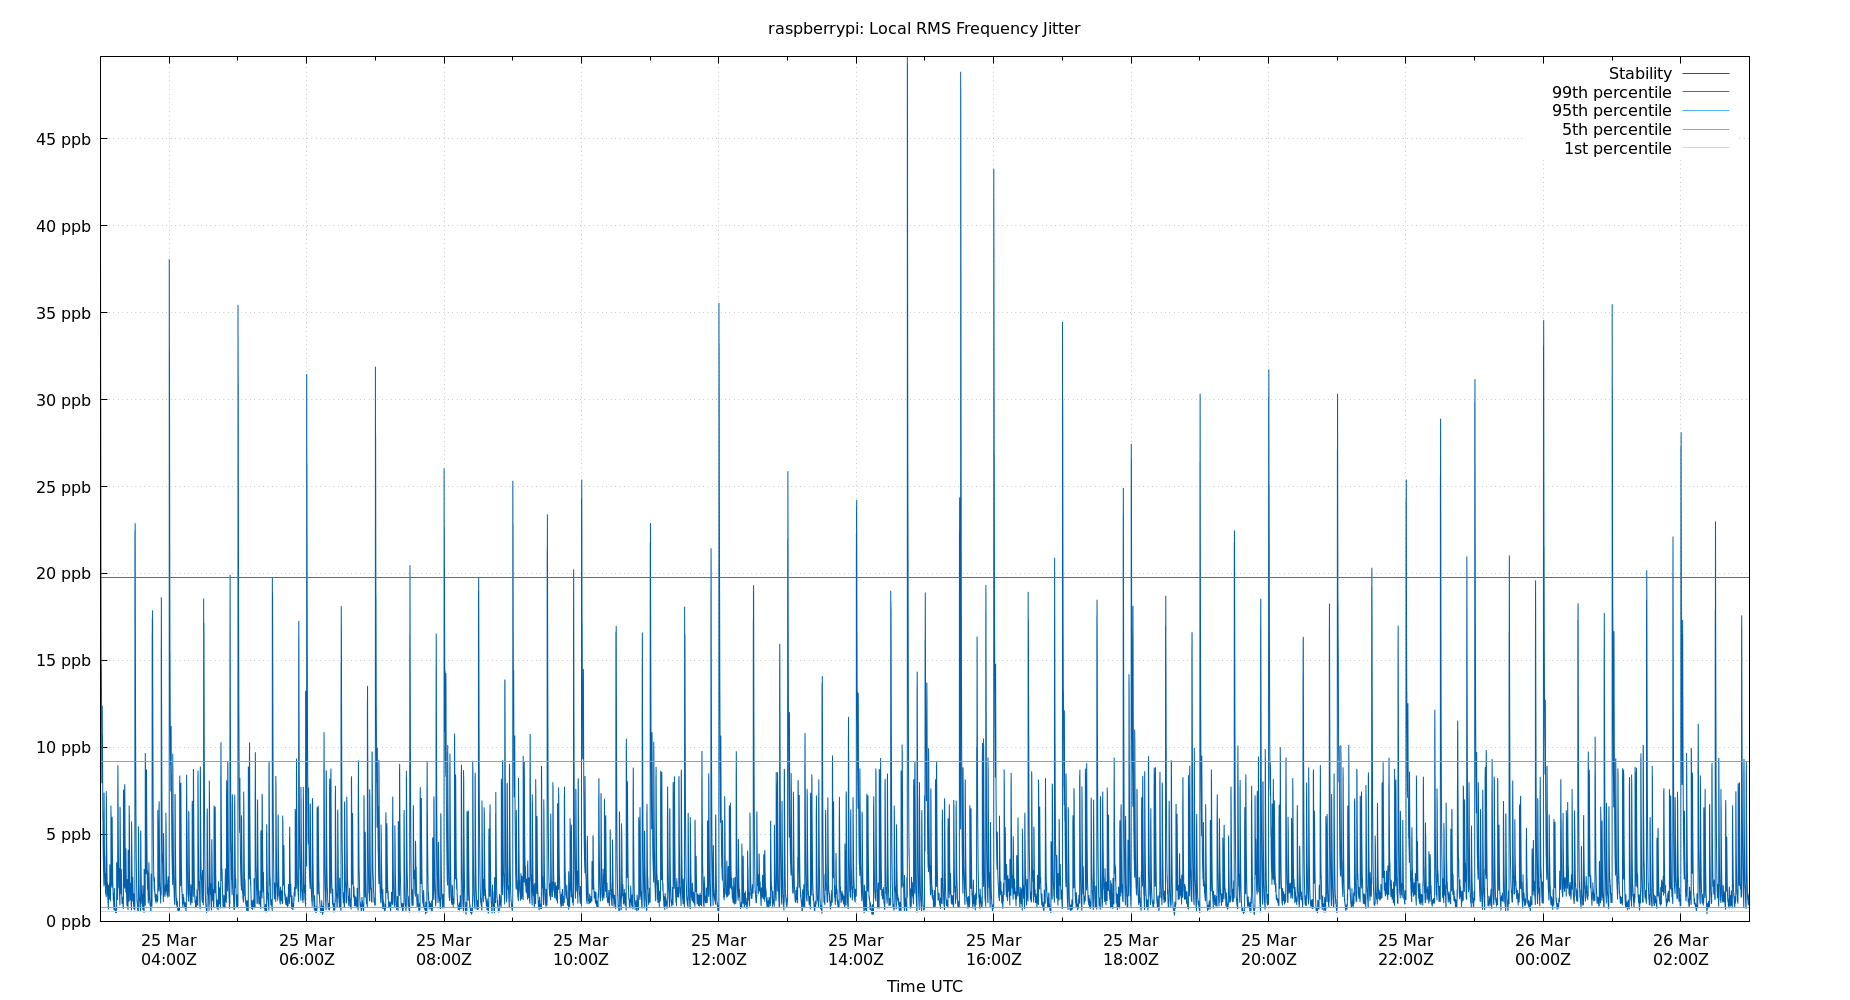 raspberrypi: Local RMS Frequency Jitter
Stability
99th percentile
95th percentile
5th percentile
1st percentile
45 ppb
40 ppb
35 ppb
30 ppb
25 ppb
20 ppb
15 ppb
10 ppb
5 ppb
0 ppb
25 Mar 25 Mar 25 Mar 25 Mar 25 Mar 25 Mar 25 Mar 25 Mar 25 Mar 25 Mar 26 Mar 26 Mar
04:00Z 06:00Z 08:00Z 10:00Z 12:00Z 14:00Z 16:00Z 18:00Z 20:00Z 22:00Z 00:00Z 02:00Z
Time UTC